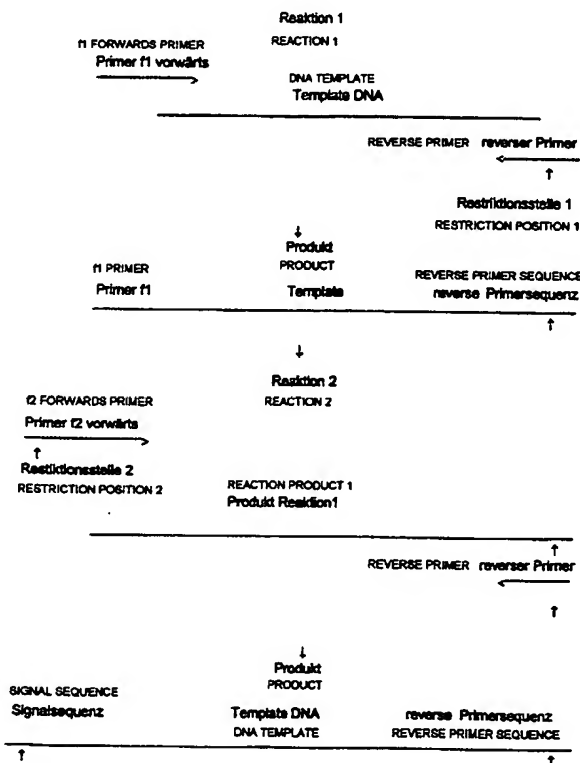 Reaktion 1
REACTION 1
f1 FORWARDS PRIMER
Primer f1 vorwärts
DNA TEMPLATE
Template DNA
REVERSE PRIMER reverser Primer
Restriktionsstelle 1
RESTRICTION POSITION 1
Produkt
PRODUCT
f1 PRIMER
Primer f1
Template
REVERSE PRIMER SEQUENCE
reverse Primersequenz
Reaktion 2
REACTION 2
f2 FORWARDS PRIMER
Primer f2 vorwärts
Restiktionsstelle 2
RESTRICTION POSITION 2
REACTION PRODUCT 1
Produkt Reaktion1
REVERSE PRIMER reverser Primer
Produkt
PRODUCT
SIGNAL SEQUENCE
Signalsequenz
Template DNA
DNA TEMPLATE
reverse Primersequenz
REVERSE PRIMER SEQUENCE